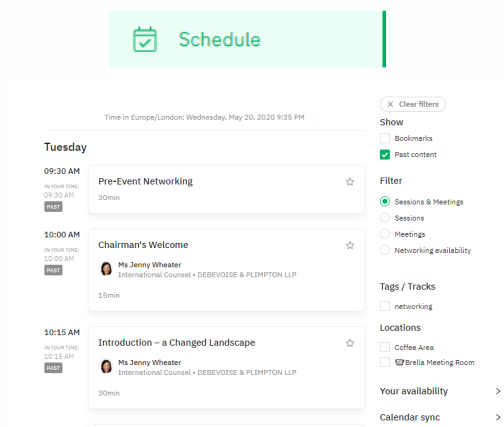 Schedule
Time in Europe/London: Wednesday, May 20, 2020 9:35 PM
Clear filters
Show
Bookmarks
Past content
Filter
Sessions & Meetings
Sessions
Meetings
Networking availability
Tags / Tracks
networking
Locations
Coffee Area
Brella Meeting Room
Your availability
Calendar sync
Tuesday
09:30 AM
IN YOUR TIME:
09:30 AM
PAST
Pre-Event Networking
30min
10:00 AM
IN YOUR TIME:
10:00 AM
PAST
Chairman's Welcome
Ms Jenny Wheater
International Counsel • DEBEVOISE & PLIMPTON LLP
15min
10:15 AM
IN YOUR TIME:
10:15 AM
PAST
Introduction – a Changed Landscape
Ms Jenny Wheater
International Counsel • DEBEVOISE & PLIMPTON LLP
30min